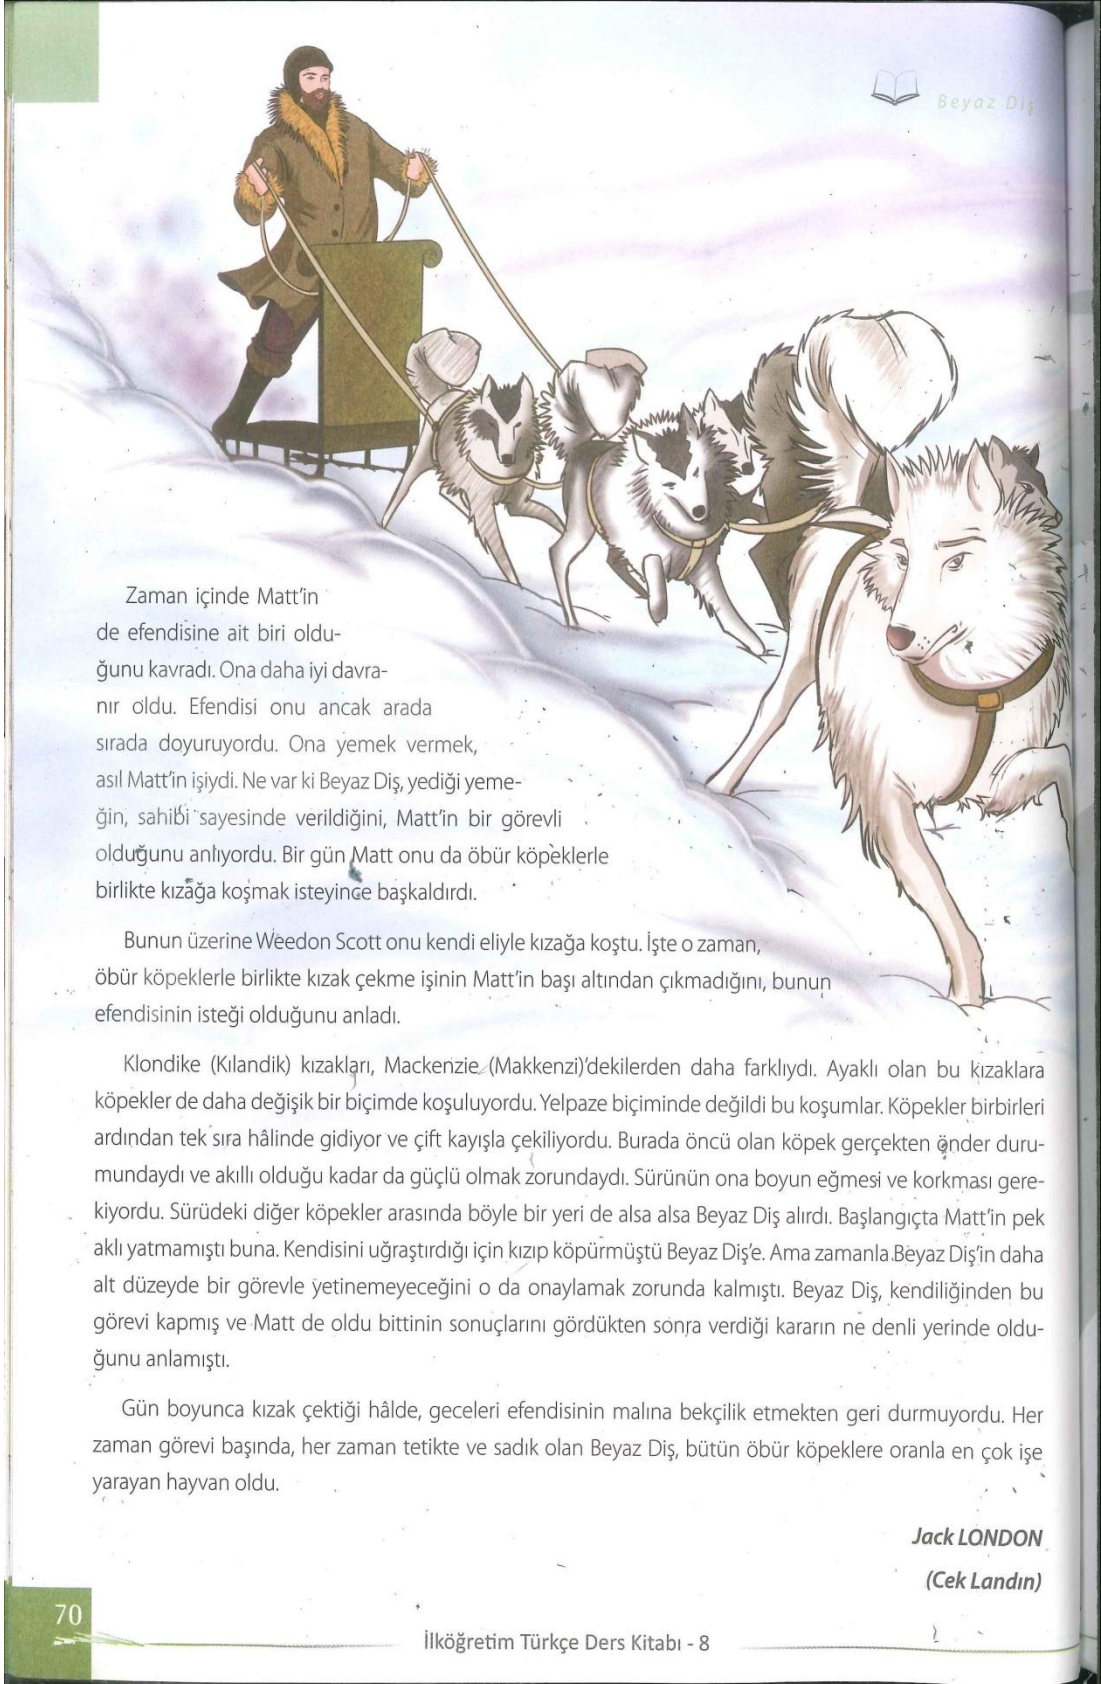 Beyaz Diş
Zaman içinde Matt'in
de efendisine ait biri oldu-
ğunu kavradı. Ona daha iyi davra-
nır oldu. Efendisi onu ancak arada
sırada doyuruyordu. Ona yemek vermek,
asıl Matt'in işiydi. Ne var ki Beyaz Diş, yediği yeme-
ğin, sahibi sayesinde verildiğini, Matt'in bir görevli
olduğunu anlıyordu. Bir gün Matt onu da öbür köpeklerle
birlikte kızağa koşmak isteyince başkaldırdı.
Bunun üzerine Weedon Scott onu kendi eliyle kızağa koştu. İşte o zaman,
öbür köpeklerle birlikte kızak çekme işinin Matt'in başı altından çıkmadığını, bunun
efendisinin isteği olduğunu anladı.
Klondike (Kılandik) kızakları, Mackenzie (Makkenzi)'dekilerden daha farklıydı. Ayaklı olan bu kızaklara
köpekler de daha değişik bir biçimde koşuluyordu. Yelpaze biçiminde değildi bu koşumlar. Köpekler birbirleri
ardından tek sıra hâlinde gidiyor ve çift kayışla çekiliyordu. Burada öncü olan köpek gerçekten önder duru-
mundaydı ve akıllı olduğu kadar da güçlü olmak zorundaydı. Sürünün ona boyun eğmesi ve korkması gere-
kiyordu. Sürüdeki diğer köpekler arasında böyle bir yeri de alsa alsa Beyaz Diş alırdı. Başlangıçta Matt'in pek
aklı yatmamıştı buna. Kendisini uğraştırdığı için kızıp köpürmüştü Beyaz Diş'e. Ama zamanla Beyaz Diş'in daha
alt düzeyde bir görevle yetinemeyeceğini o da onaylamak zorunda kalmıştı. Beyaz Diş, kendiliğinden bu
görevi kapmış ve Matt de oldu bittinin sonuçlarını gördükten sonra verdiği kararın ne denli yerinde oldu-
ğunu anlamıştı.
Gün boyunca kızak çektiği hâlde, geceleri efendisinin malına bekçilik etmekten geri durmuyordu. Her
zaman görevi başında, her zaman tetikte ve sadık olan Beyaz Diş, bütün öbür köpeklere oranla en çok işe
yarayan hayvan oldu.
Jack LONDON
(Cek Landın)
70
İlköğretim Türkçe Ders Kitabı - 8